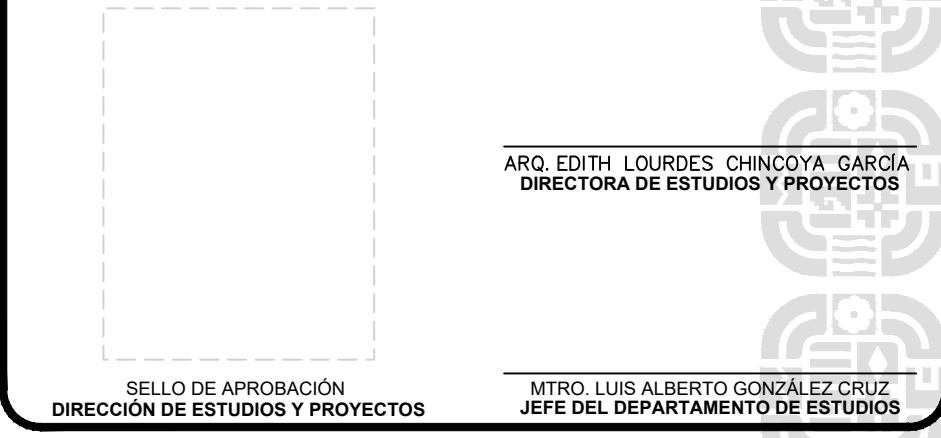 ARQ. EDITH LOURDES CHINCOYA GARCÍA
DIRECTORA DE ESTUDIOS Y PROYECTOS
SELLO DE APROBACIÓN
DIRECCIÓN DE ESTUDIOS Y PROYECTOS
MTRO. LUIS ALBERTO GONZÁLEZ CRUZ
JEFE DEL DEPARTAMENTO DE ESTUDIOS